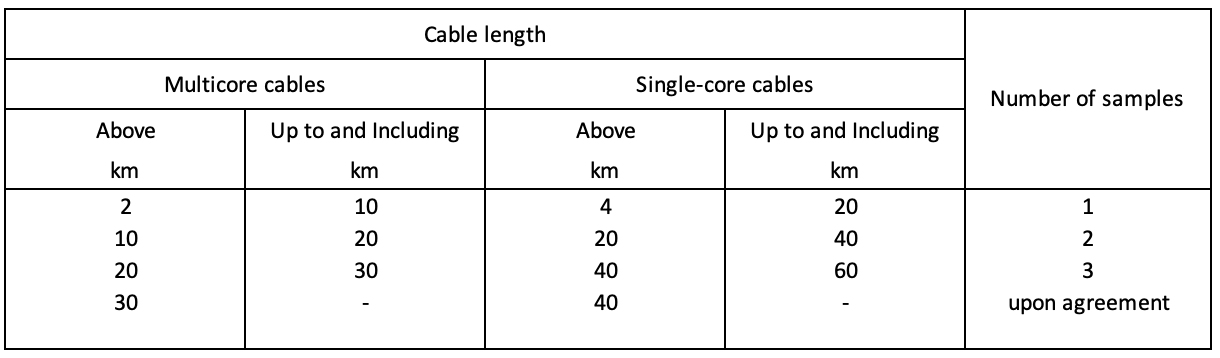 Cable length
Number of samples
Multicore cables
Single-core cables
Above
km
Up to and Including
km
Above
km
Up to and Including
km
2 10 4 20 1
10 20 20 40 2
20 30 40 60 3
30 - 40 - upon agreement